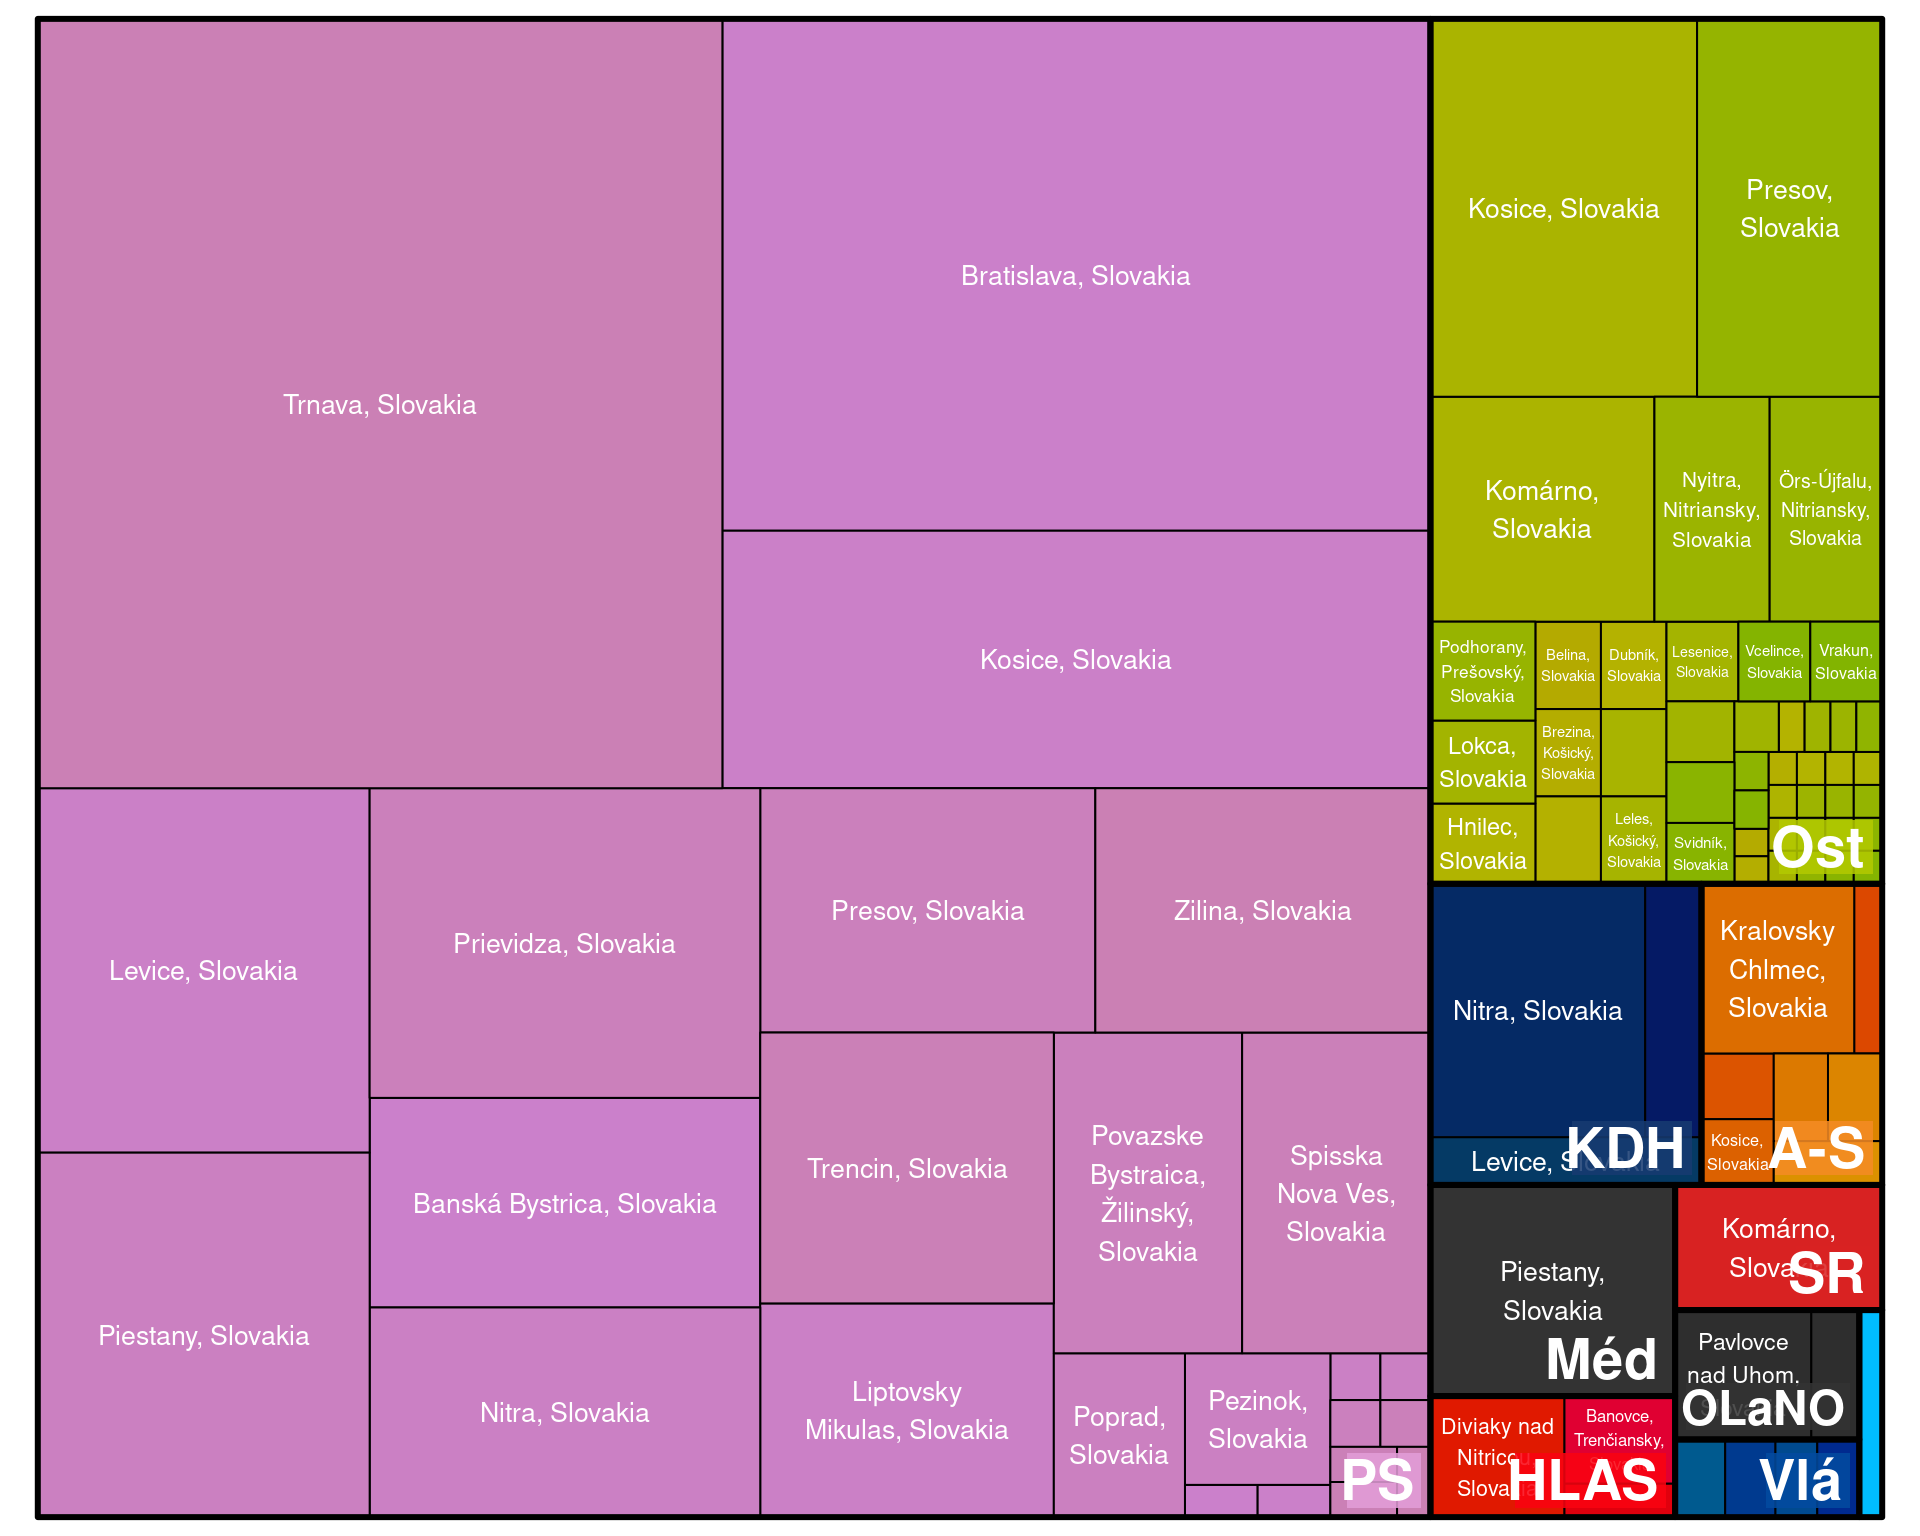 Trnava, Slovakia
Bratislava, Slovakia
Kosice, Slovakia
Levice, Slovakia
Piestany, Slovakia
Prievidza, Slovakia
Banská Bystrica, Slovakia
Nitra, Slovakia
Presov, Slovakia
Zilina, Slovakia
Trencin, Slovakia
Liptovsky
Mikulas, Slovakia
Povazske
Bystraica,
Žilinský,
Slovakia
Spisska
Nova Ves,
Slovakia
Poprad,
Slovakia
Pezinok,
Slovakia
PS
Kosice, Slovakia
Presov,
Slovakia
Komárno,
Slovakia
Nyitra,
Nitriansky,
Slovakia
Örs-Újfalu,
Nitriansky,
Slovakia
Podhorany,
Prešovský,
Slovakia
Lokca,
Slovakia
Hnilec,
Slovakia
Belina,
Slovakia
Dubník,
Slovakia
Brezina,
Košický,
Slovakia
Leles,
Košický,
Slovakia
Lesenice,
Slovakia
Vcelince,
Slovakia
Vrakun,
Slovakia
Svidník,
Slovakia
Ost
Nitra, Slovakia
Levice, Slovakia
KDH
Kralovsky
Chlmec,
Slovakia
Kosice,
Slovakia
A-S
Piestany,
Slovakia
Méd
Komárno,
Slovakia
SR
Pavlovce
nad Uhom.
OLaNO
Diviaky nad
Nitricou,
Slovakia
Banovce,
Trenčiansky,
HLAS
Vlá